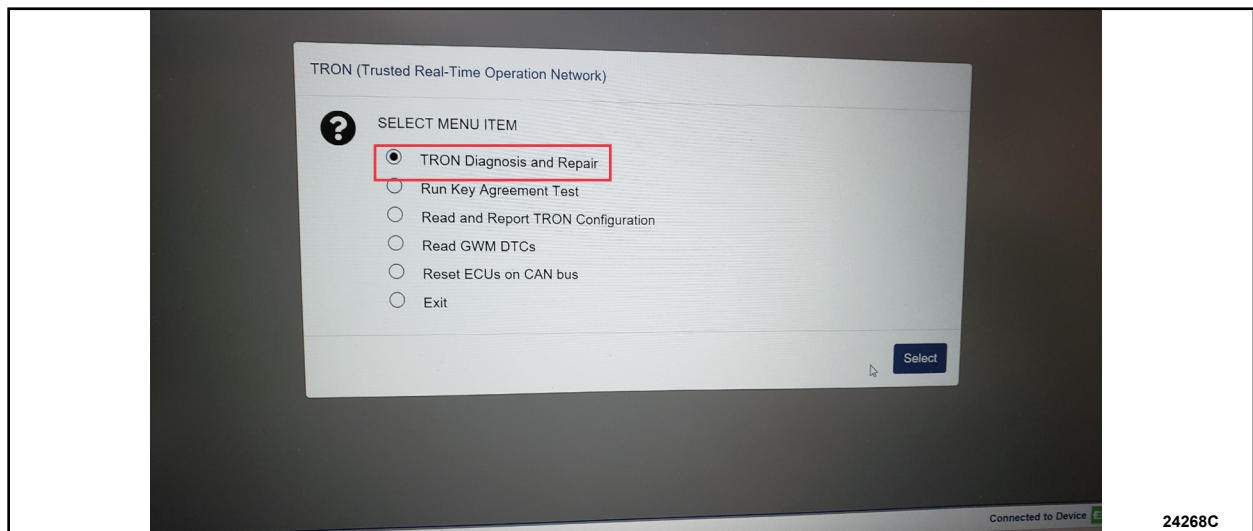 TRON (Trusted Real-Time Operation Network)
SELECT MENU ITEM
TRON Diagnosis and Repair
Run Key Agreement Test
Read and Report TRON Configuration
Read GWM DTCs
Reset ECUs on CAN bus
Exit
Select
Connected to Device
24268C